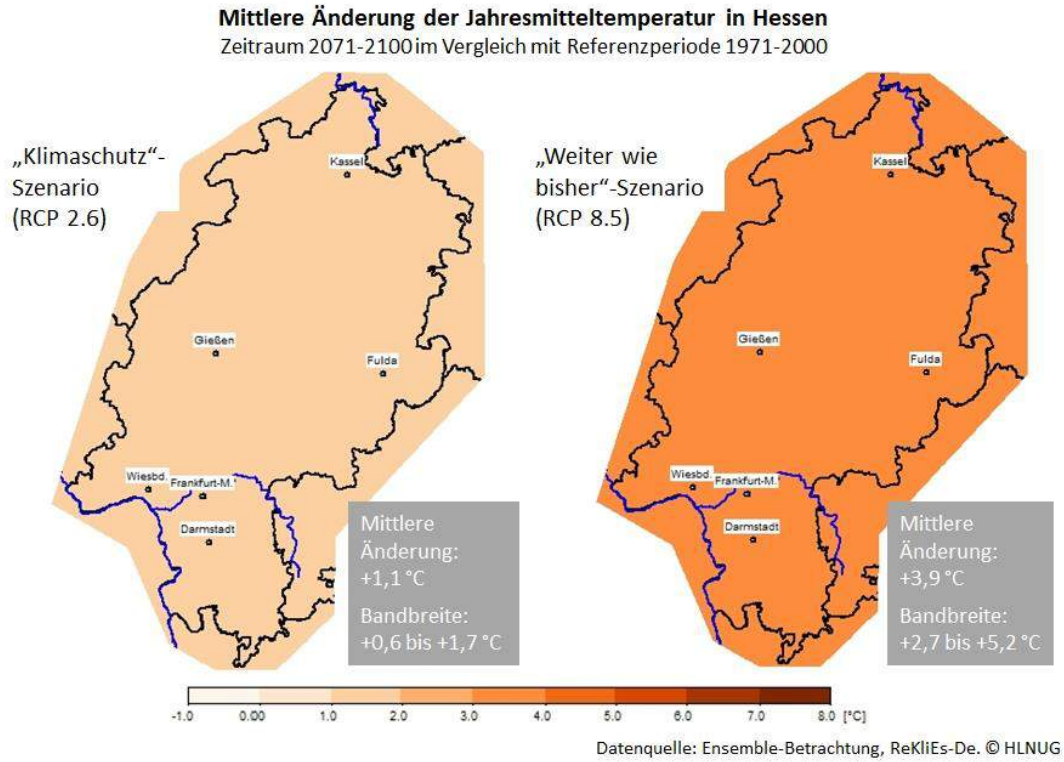 Mittlere Änderung der Jahresmitteltemperatur in Hessen
Zeitraum 2071-2100 im Vergleich mit Referenzperiode 1971-2000
„Klimaschutz“-
Szenario
(RCP 2.6)
Kassel
Gießen
Fulda
Wiesbd.
Frankfurt-M.
Darmstadt
Mittlere
Änderung:
+1,1 °C
Bandbreite:
+0,6 bis +1,7 °C
„Weiter wie
bisher“-Szenario
(RCP 8.5)
Kassel
Gießen
Fulda
Wiesbd.
Frankfurt-M.
Darmstadt
Mittlere
Änderung:
+3,9 °C
Bandbreite:
+2,7 bis +5,2 °C
-1.0 0.00 1.0 2.0 3.0 4.0 5.0 6.0 7.0 8.0 [°C]
Datenquelle: Ensemble-Betrachtung, ReKliEs-De. © HLNUG